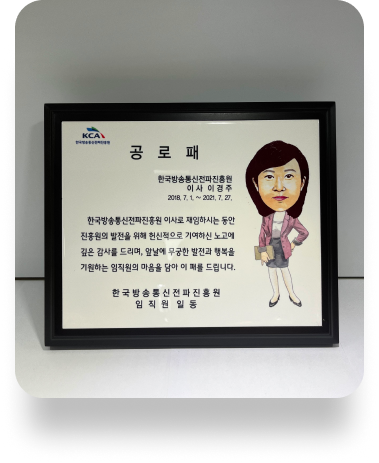 KCA
한국방송통신전파진흥원
공 로 패
한국방송통신전파진흥원
이 사 이 경 주
2018. 7. 1. ~ 2021. 7. 27.
한국방송통신전파진흥원 이사로 재임하시는 동안
진흥원의 발전을 위해 헌신적으로 기여하신 노고에
깊은 감사를 드리며, 앞날에 무궁한 발전과 행복을
기원하는 임직원의 마음을 담아 이 패를 드립니다.
한 국 방 송 통 신 전 파 진 흥 원
임 직 원 일 동